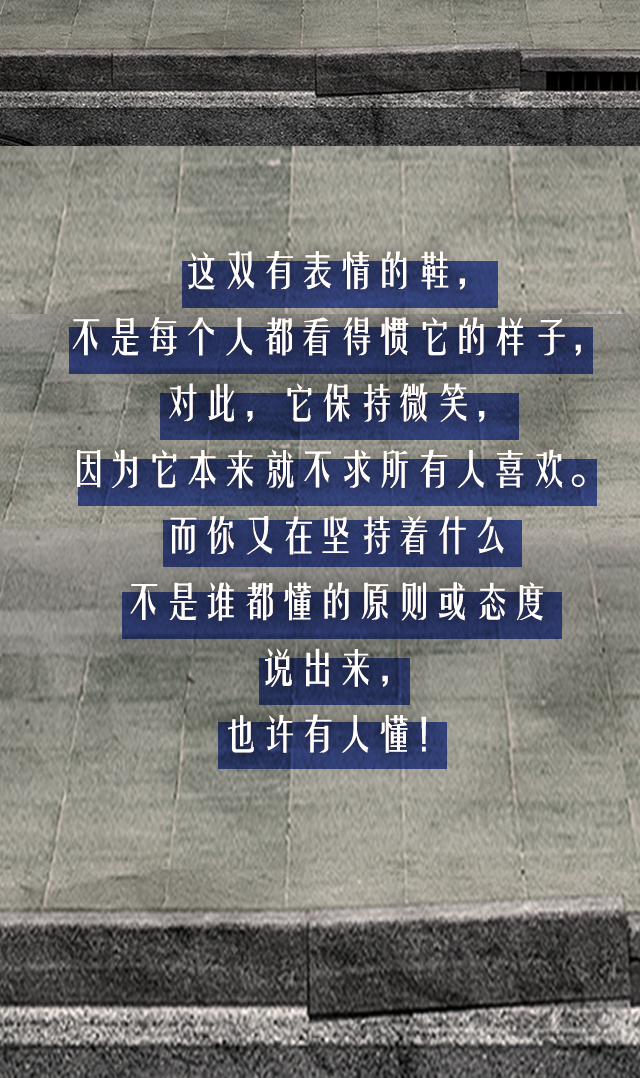 这双有表情的鞋，
不是每个人都看得惯它的样子，
对此，它保持微笑，
因为它本来就不求所有人喜欢。
而你又在坚持着什么
不是谁都懂的原则或态度
说出来，
也许有人懂！